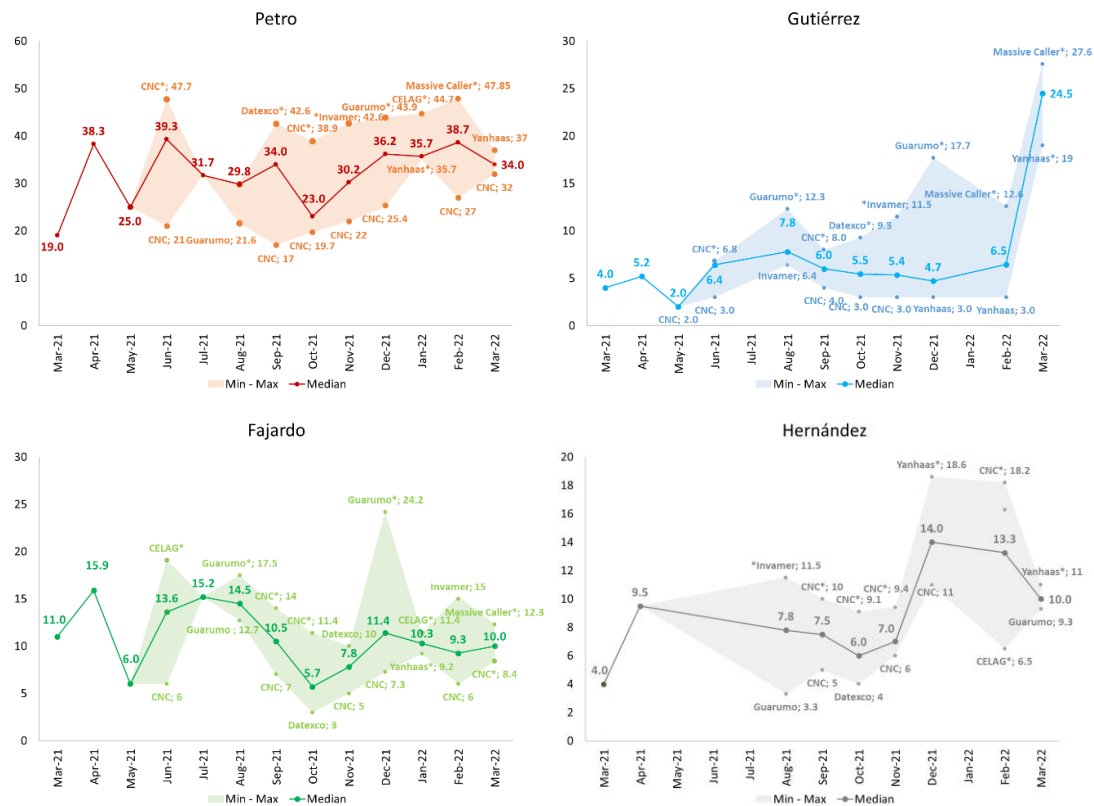 Petro
60
50
40
30
20
10
0
CNC*; 47.7
Datexco*; 42.6
CNC*; 38.9
*Invamer; 42.6
Guarumo*; 43.9
CELAG*; 44.7
Massive Caller*; 47.85
Yanhaas; 37
19.0
38.3
25.0
39.3
31.7
29.8
34.0
23.0
30.2
36.2
35.7
38.7
34.0
CNC; 21
Guarumo; 21.6
CNC; 17
CNC; 19.7
CNC; 22
CNC; 25.4
Yanhaas*; 35.7
CNC; 27
CNC; 32
Mar-21
Apr-21
May-21
Jun-21
Jul-21
Aug-21
Sep-21
Oct-21
Nov-21
Dec-21
Jan-22
Feb-22
Mar-22
Min - Max
Median
Gutiérrez
30
25
20
15
10
5
0
CNC*; 6.8
Guarumo*; 12.3
CNC*; 8.0
Datexco*; 9.3
*Invamer; 11.5
Guarumo*; 17.7
Massive Caller*; 12.6
Massive Caller*; 27.6
4.0
5.2
2.0
6.4
7.8
6.0
5.5
5.4
4.7
6.5
24.5
CNC; 2.0
CNC; 3.0
Invamer; 6.4
CNC; 4.0
CNC; 3.0
CNC; 3.0
Yanhaas; 3.0
Yanhaas; 3.0
Yanhaas*; 19
Mar-21
Apr-21
May-21
Jun-21
Jul-21
Aug-21
Sep-21
Oct-21
Nov-21
Dec-21
Jan-22
Feb-22
Mar-22
Min - Max
Median
Fajardo
30
25
20
15
10
5
0
CELAG*
Guarumo*; 17.5
CNC*; 14
CNC*; 11.4
Datexco; 10
Guarumo*; 24.2
CELAG*; 11.4
Invamer; 15
Massive Caller*; 12.3
11.0
15.9
6.0
13.6
15.2
14.5
10.5
5.7
7.8
11.4
10.3
9.3
10.0
CNC; 6
Guarumo ; 12.7
CNC; 7
Datexco; 3
CNC; 5
CNC; 7.3
Yanhaas*; 9.2
CNC; 6
CNC*; 8.4
Mar-21
Apr-21
May-21
Jun-21
Jul-21
Aug-21
Sep-21
Oct-21
Nov-21
Dec-21
Jan-22
Feb-22
Mar-22
Min - Max
Median
Hernández
20
18
16
14
12
10
8
6
4
2
0
*Invamer; 11.5
CNC*; 10
CNC*; 9.1
CNC*; 9.4
Yanhaas*; 18.6
CNC*; 18.2
Yanhaas*; 11
4.0
9.5
7.8
7.5
6.0
7.0
14.0
13.3
10.0
Guarumo; 3.3
CNC; 5
Datexco; 4
CNC; 6
CNC; 11
CELAG*; 6.5
Guarumo; 9.3
Mar-21
Apr-21
May-21
Jun-21
Jul-21
Aug-21
Sep-21
Oct-21
Nov-21
Dec-21
Jan-22
Feb-22
Mar-22
Min - Max
Median